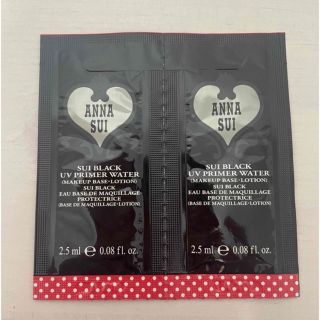 ANNA
SUI
SUI BLACK
UV PRIMER WATER
(MAKEUP BASE・LOTION)
SUI BLACK
EAU BASE DE MAQUILLAGE
PROTECTRICE
(BASE DE MAQUILLAGE・LOTION)
2.5 ml ℮ 0.08 fl. oz.
ANNA
SUI
SUI BLACK
UV PRIMER WATER
(MAKEUP BASE・LOTION)
SUI BLACK
EAU BASE DE MAQUILLAGE
PROTECTRICE
(BASE DE MAQUILLAGE・LOTION)
2.5 ml ℮ 0.08 fl. oz.